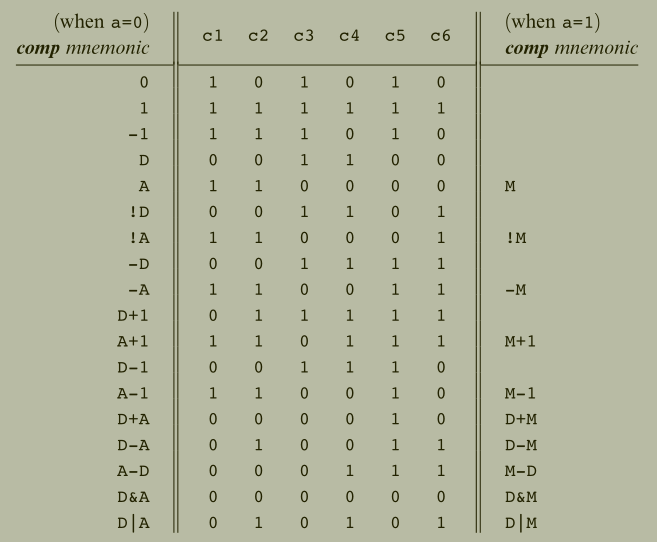 (when a=0) (when a=1)
comp mnemonic c1 c2 c3 c4 c5 c6 comp mnemonic
0 1 0 1 0 1 0
1 1 1 1 1 1 1
-1 1 1 1 0 1 0
D 0 0 1 1 0 0
A 1 1 0 0 0 0 M
!D 0 0 1 1 0 1
!A 1 1 0 0 0 1 !M
-D 0 0 1 1 1 1
-A 1 1 0 0 1 1 -M
D+1 0 1 1 1 1 1
A+1 1 1 0 1 1 1 M+1
D-1 0 0 1 1 1 0
A-1 1 1 0 0 1 0 M-1
D+A 0 0 0 0 1 0 D+M
D-A 0 1 0 0 1 1 D-M
A-D 0 0 0 1 1 1 M-D
D&A 0 0 0 0 0 0 D&M
D|A 0 1 0 1 0 1 D|M